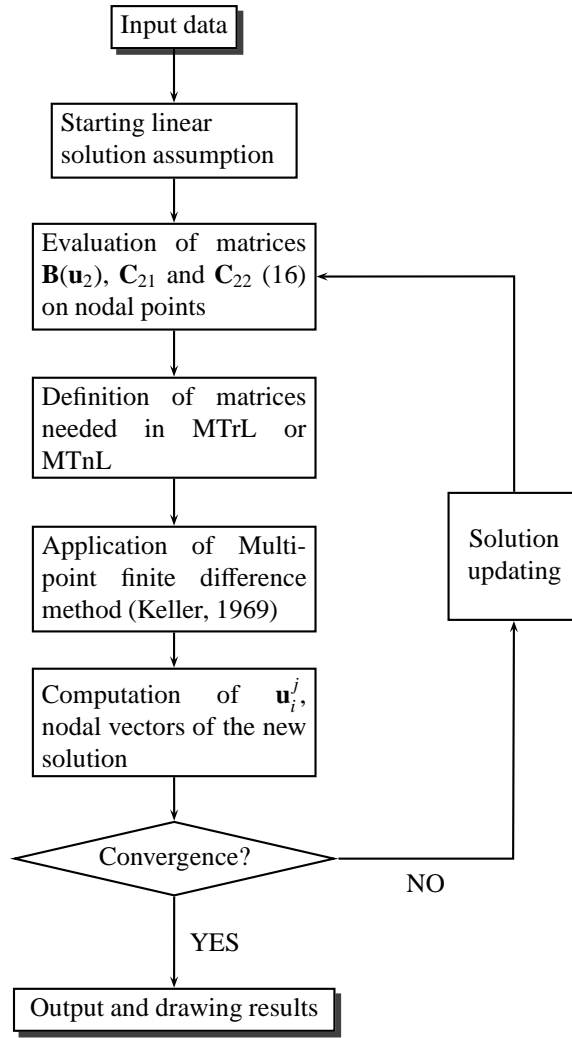 Input data
Starting linear
solution assumption
Evaluation of matrices
B(u₂), C₂₁ and C₂₂ (16)
on nodal points
Definition of matrices
needed in MTrL or
MTnL
Application of Multi-
point finite difference
method (Keller, 1969)
Computation of uᵢʲ,
nodal vectors of the new
solution
Convergence?
NO
YES
Output and drawing results
Solution
updating